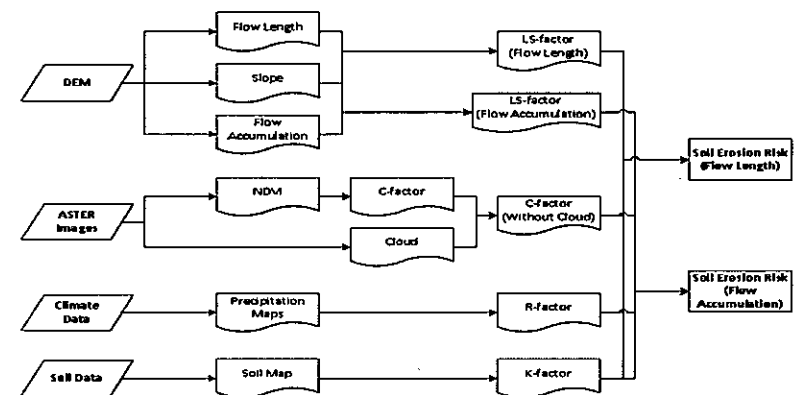 DEM
Flow Length
Slope
Flow
Accumulation
LS-factor
(Flow Length)
LS-factor
(Flow Accumulation)
Soil Erosion Risk
(Flow Length)
ASTER
Images
NDVI
C-factor
Cloud
C-factor
(Without Cloud)
Soil Erosion Risk
(Flow
Accumulation)
Climate
Data
Precipitation
Maps
R-factor
Soil Data
Soil Map
K-factor